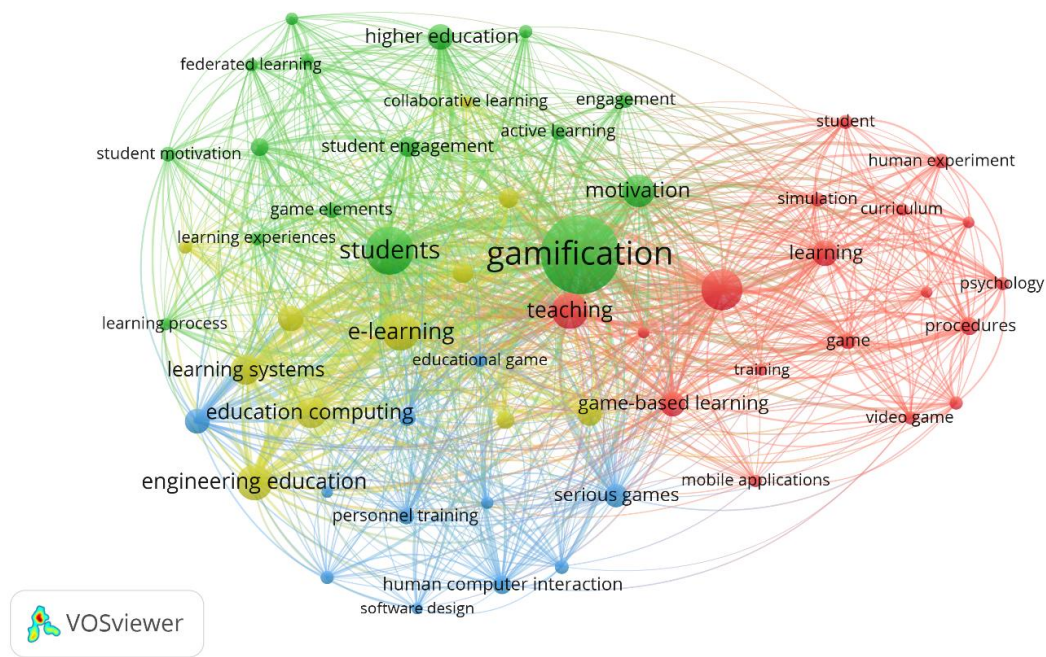 higher education
federated learning
collaborative learning
engagement
student
active learning
student engagement
student motivation
human experiment
motivation
simulation
curriculum
game elements
learning experiences
students
gamification
learning
psychology
teaching
learning process
e-learning
procedures
game
educational game
learning systems
training
education computing
game-based learning
video game
engineering education
mobile applications
serious games
personnel training
human computer interaction
software design
VOSviewer